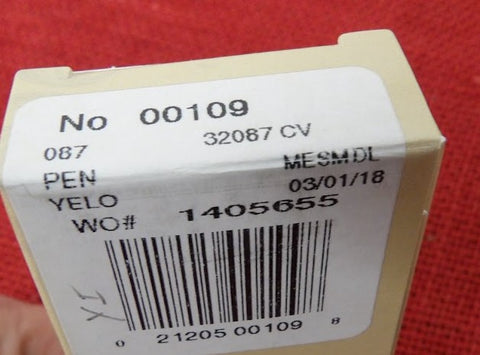 No 00109
087 32087 CV
PEN MESMDL
YELO 03/01/18
WO# 1405655
0 21205 00109 8